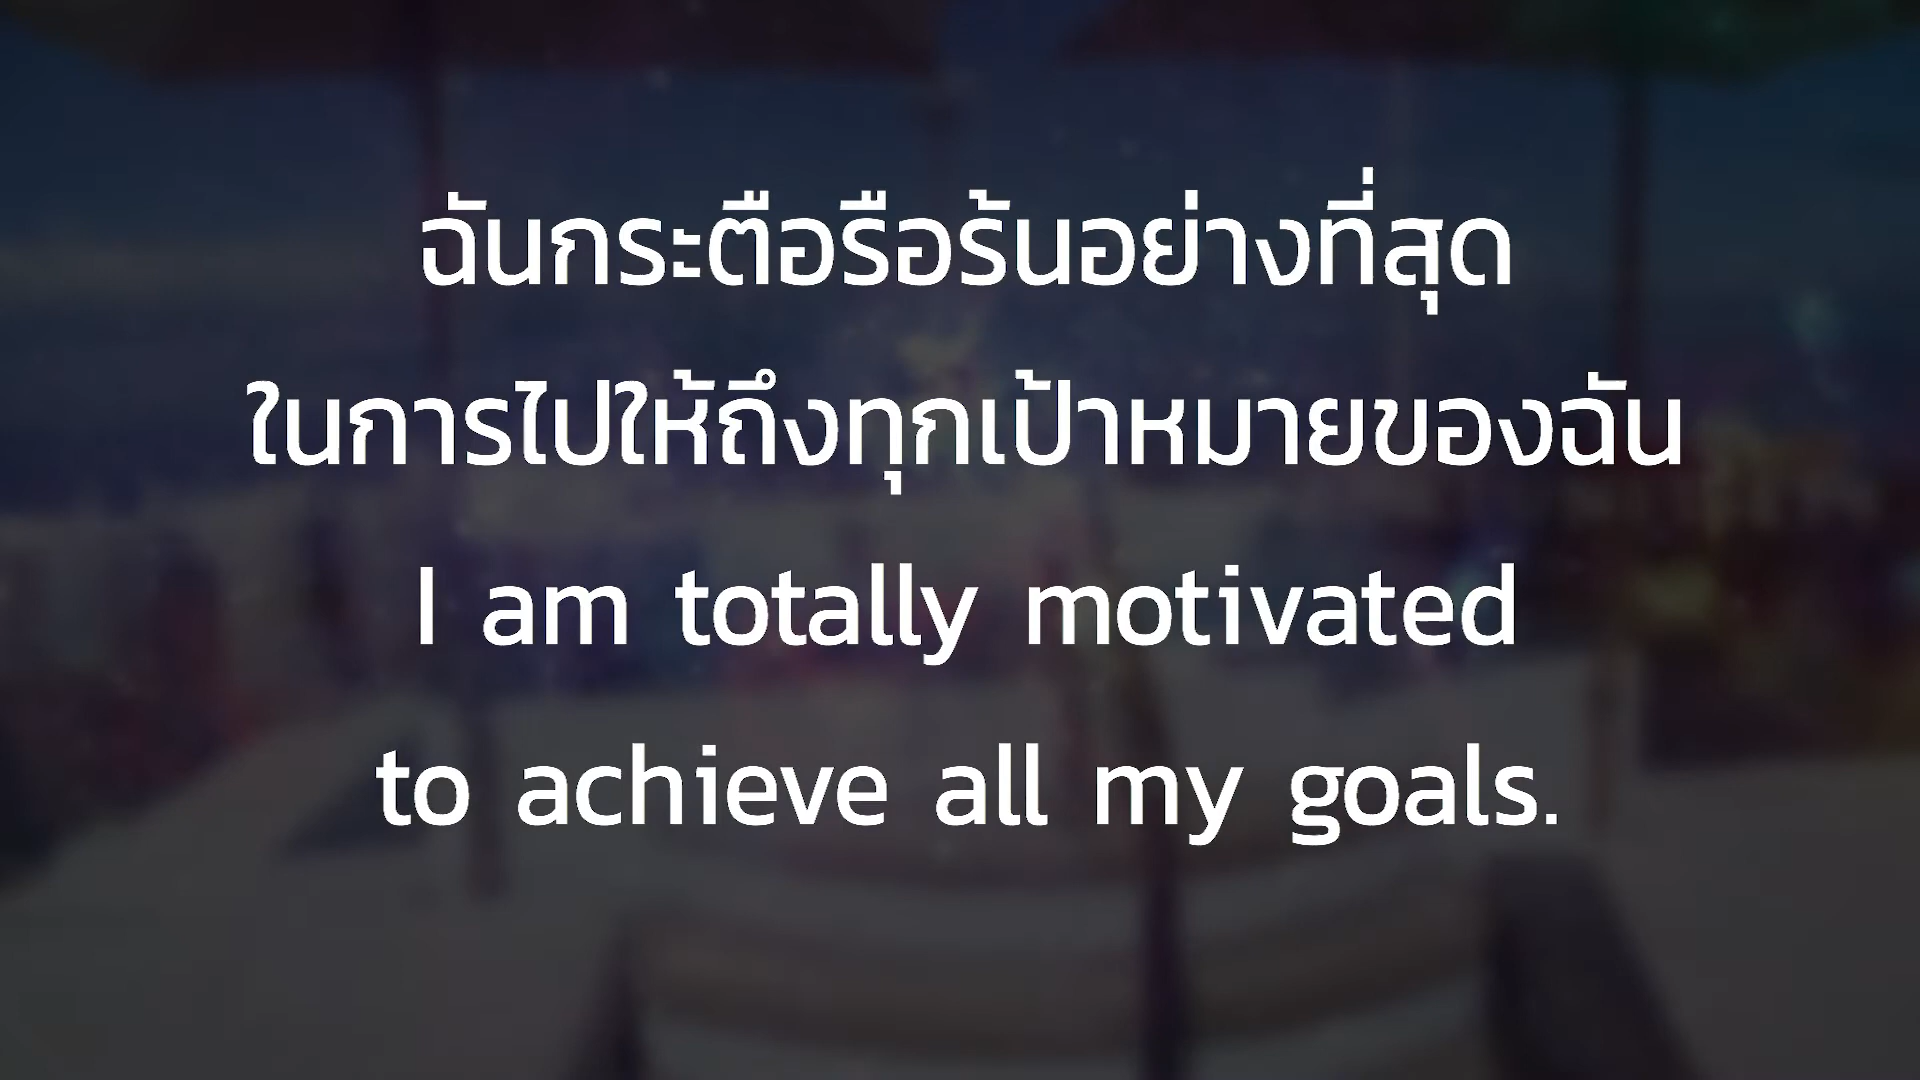 ฉันกระตือรือร้นอย่างที่สุด
ในการไปให้ถึงทุกเป้าหมายของฉัน
I am totally motivated
to achieve all my goals.